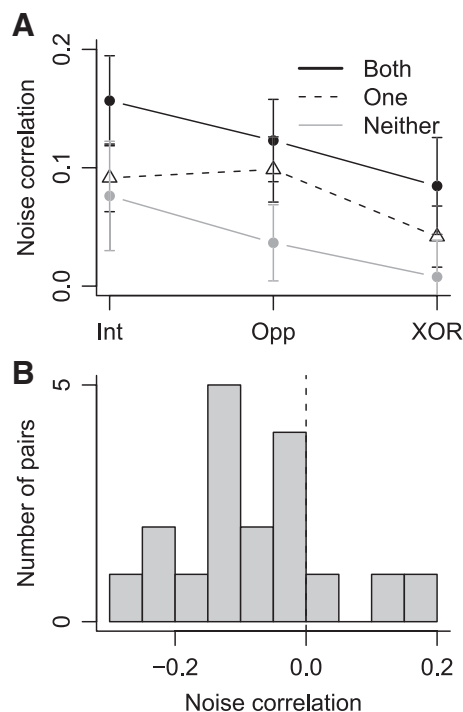 A
Noise correlation
0.2
0.1
0.0
Both
One
Neither
Int Opp XOR
B
Number of pairs
5
0
−0.2 0.0 0.2
Noise correlation